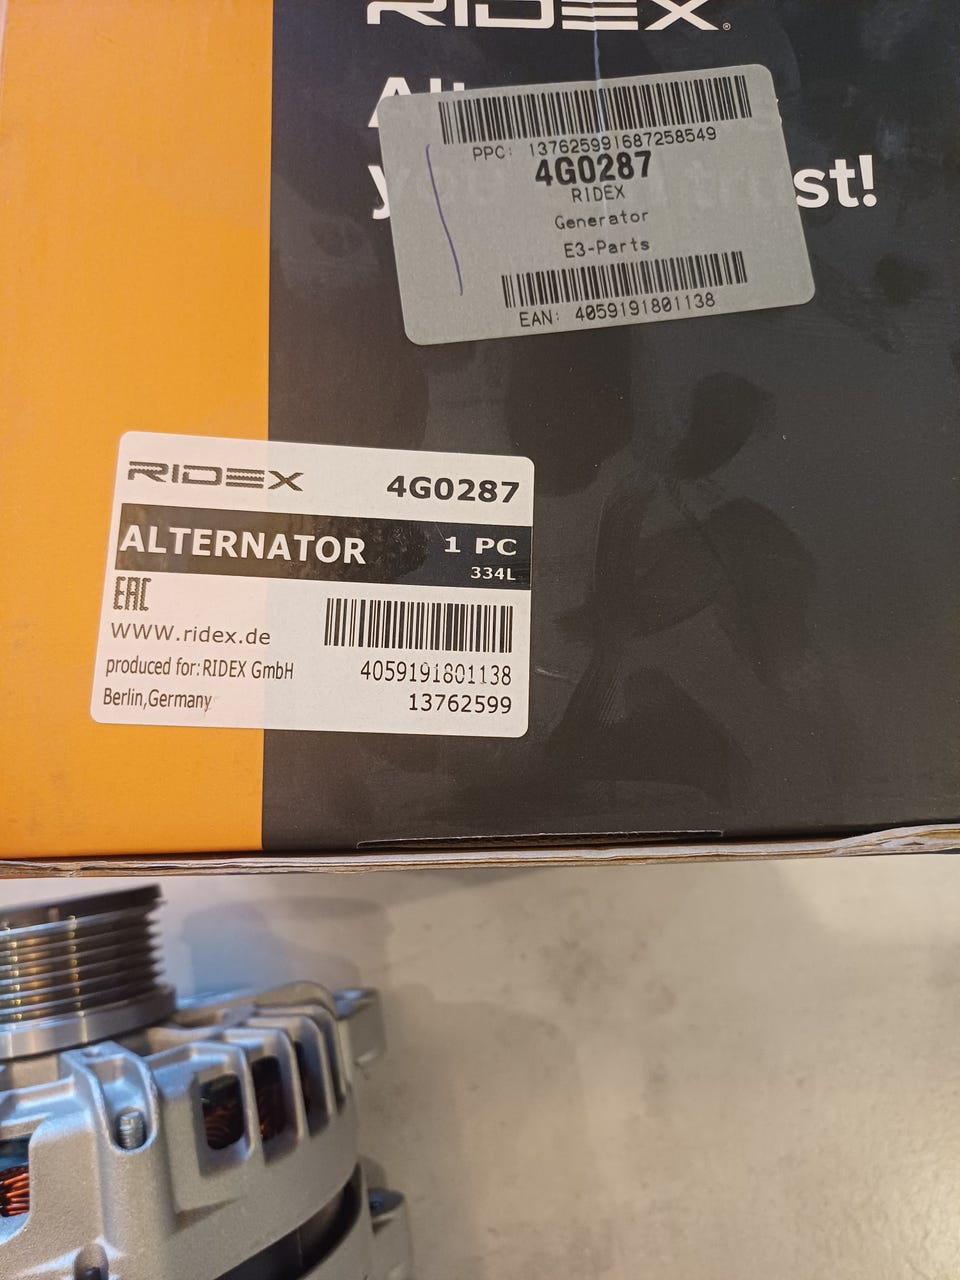 RIDEX®
PPC: 137625991687258549
4G0287
RIDEX
Generator
E3-Parts
EAN: 4059191801138
st!
RIDEX 4G0287
ALTERNATOR 1 PC
334L
EAC
www.ridex.de
produced for: RIDEX GmbH 4059191801138
Berlin,Germany 13762599